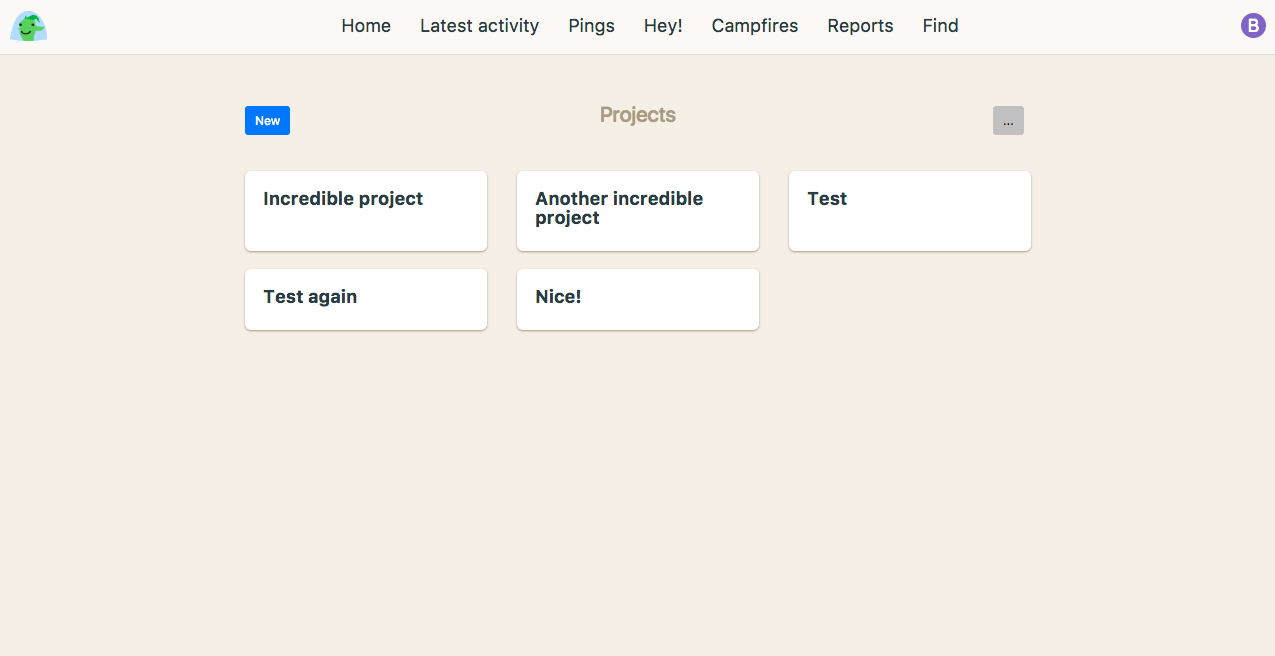 Home Latest activity Pings Hey! Campfires Reports Find B
New Projects ...
Incredible project
Another incredible
project
Test
Test again
Nice!